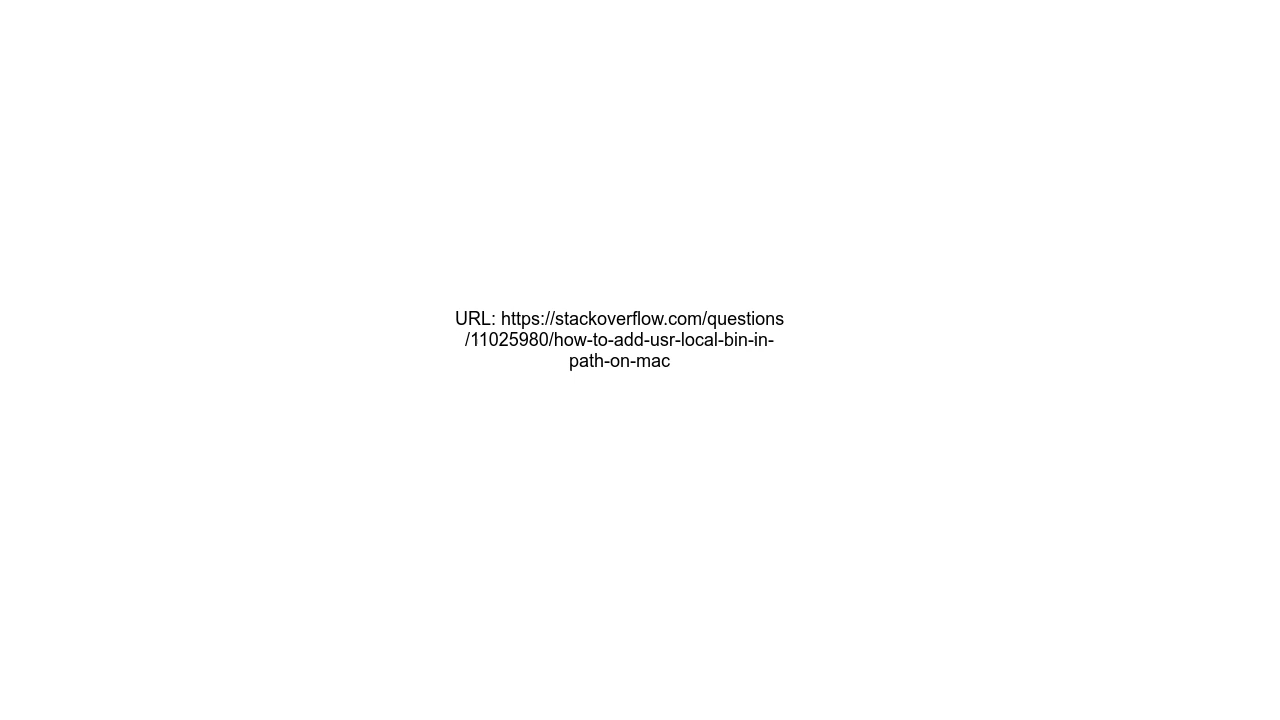 URL: https://stackoverflow.com/questions
/11025980/how-to-add-usr-local-bin-in-
path-on-mac